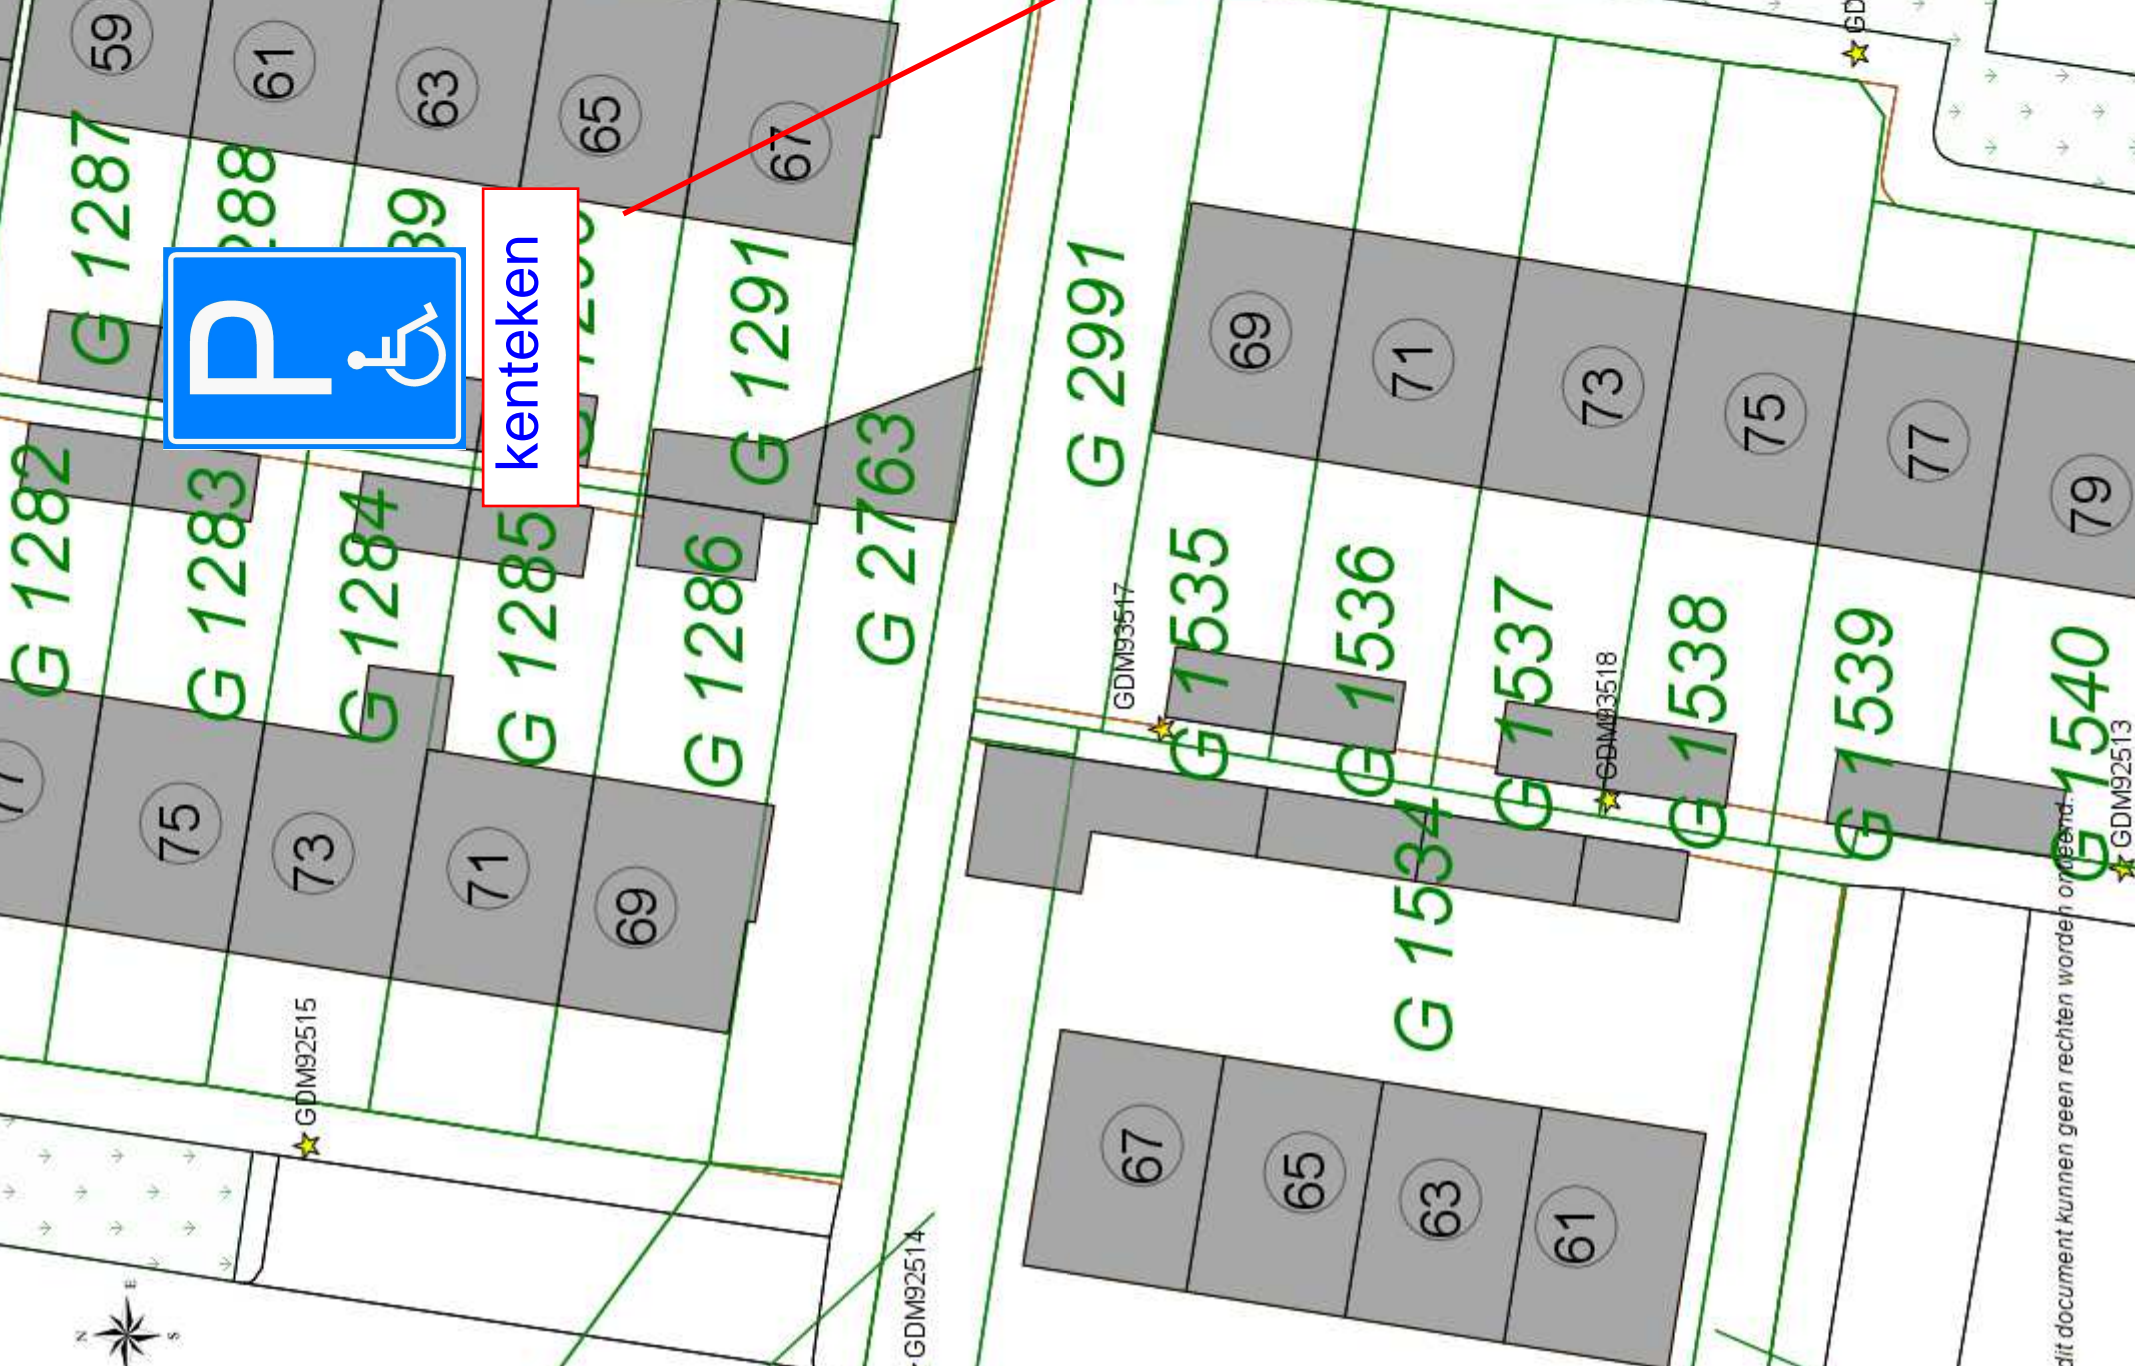 59
61
63
65
67
G 1287
288
39
G 1291
G 2991
P
kenteken
69
71
73
75
77
79
G 1282
G 1283
G 1284
G 1285
G 1286
G 2763
GDM93517
G 1535
G 1536
G 1537
GDM93518
G 1538
G 1539
G 1540
GDM92513
75
73
71
69
G 1534
GDM92515
67
65
63
61
GDM92514
N
E
S
dit document kunnen geen rechten worden ontleend.